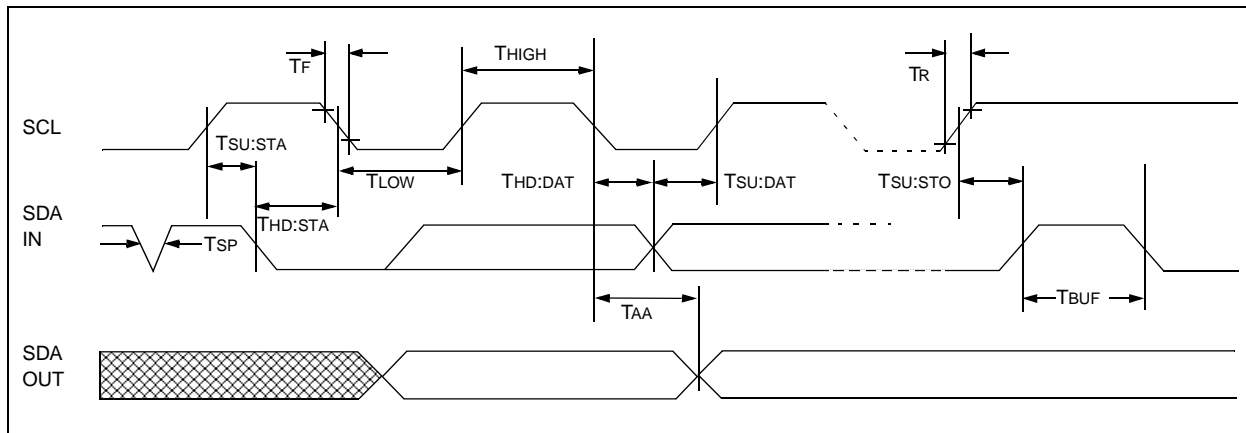 TF
THIGH
TR
SCL
TSU:STA
TLOW
THD:DAT
TSU:DAT
TSU:STO
SDA
IN
TSP
THD:STA
TAA
TBUF
SDA
OUT